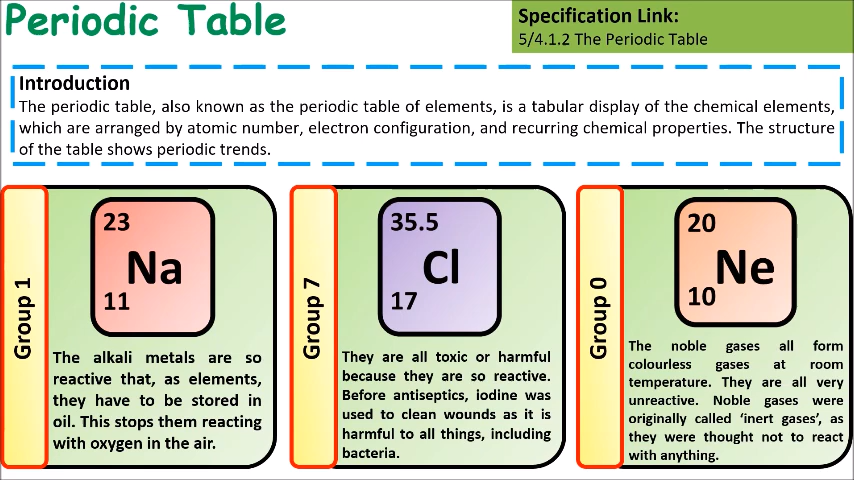 Periodic Table
Specification Link:
5/4.1.2 The Periodic Table
Introduction
The periodic table, also known as the periodic table of elements, is a tabular display of the chemical elements,
which are arranged by atomic number, electron configuration, and recurring chemical properties. The structure
of the table shows periodic trends.
Group 1
23
Na
11
The alkali metals are so
reactive that, as elements,
they have to be stored in
oil. This stops them reacting
with oxygen in the air.
Group 7
35.5
Cl
17
They are all toxic or harmful
because they are so reactive.
Before antiseptics, iodine was
used to clean wounds as it is
harmful to all things, including
bacteria.
Group 0
20
Ne
10
The noble gases all form
colourless gases at room
temperature. They are all very
unreactive. Noble gases were
originally called 'inert gases', as
they were thought not to react
with anything.